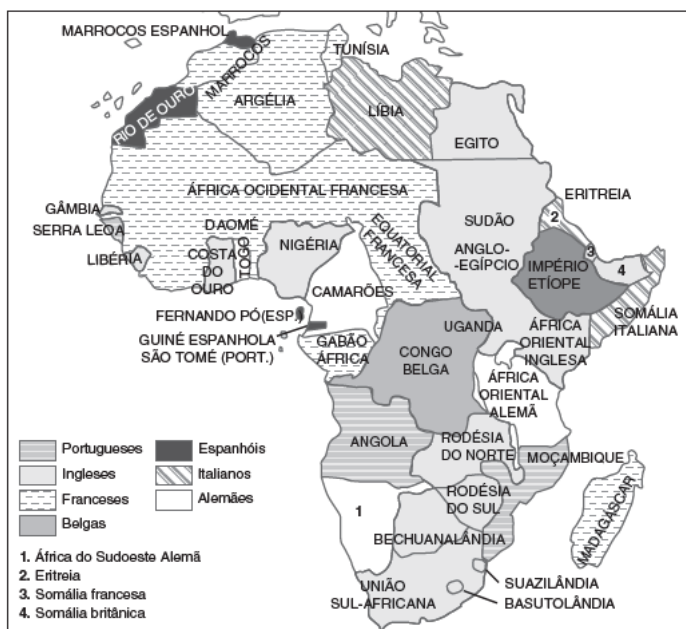 MARROCOS ESPANHOL
TUNÍSIA
MARROCOS
ARGÉLIA
RIO DE OURO
LÍBIA
EGITO
ÁFRICA OCIDENTAL FRANCESA
GÂMBIA
SERRA LEOA
LIBÉRIA
DAOMÉ
TOGO
COSTA
DO
OURO
NIGÉRIA
EQUATORIAL
FRANCESA
SUDÃO
ANGLO-
-EGÍPCIO
ERITREIA
2
3
4
IMPÉRIO
ETÍOPE
CAMARÕES
FERNANDO PÓ(ESP.)
GUINÉ ESPANHOLA
SÃO TOMÉ (PORT.)
GABÃO
ÁFRICA
UGANDA
CONGO
BELGA
ÁFRICA
ORIENTAL
INGLESA
SOMÁLIA
ITALIANA
ÁFRICA
ORIENTAL
ALEMÃ
ANGOLA
RODÉSIA
DO NORTE
MOÇAMBIQUE
RODÉSIA
DO SUL
MADAGASCAR
1
BECHUANALÂNDIA
UNIÃO
SUL-AFRICANA
SUAZILÂNDIA
BASUTOLÂNDIA
Portugueses
Ingleses
Franceses
Belgas
Espanhóis
Italianos
Alemães
1. África do Sudoeste Alemã
2. Eritreia
3. Somália francesa
4. Somália britânica